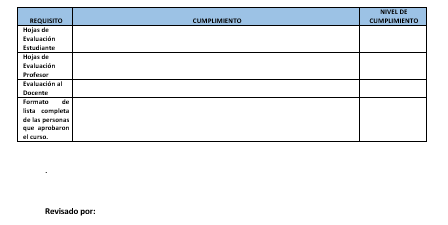 REQUISITO CUMPLIMIENTO NIVEL DE CUMPLIMIENTO
Hojas de
Evaluación
Estudiante
Hojas de
Evaluación
Profesor
Evaluación al
Docente
Formato de
lista completa
de las personas
que aprobaron
el curso.
.
Revisado por: